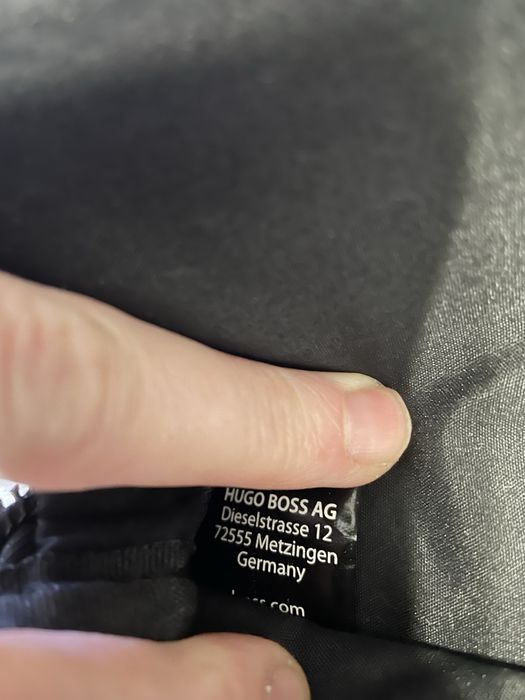 HUGO BOSS AG
Dieselstrasse 12
72555 Metzingen
Germany